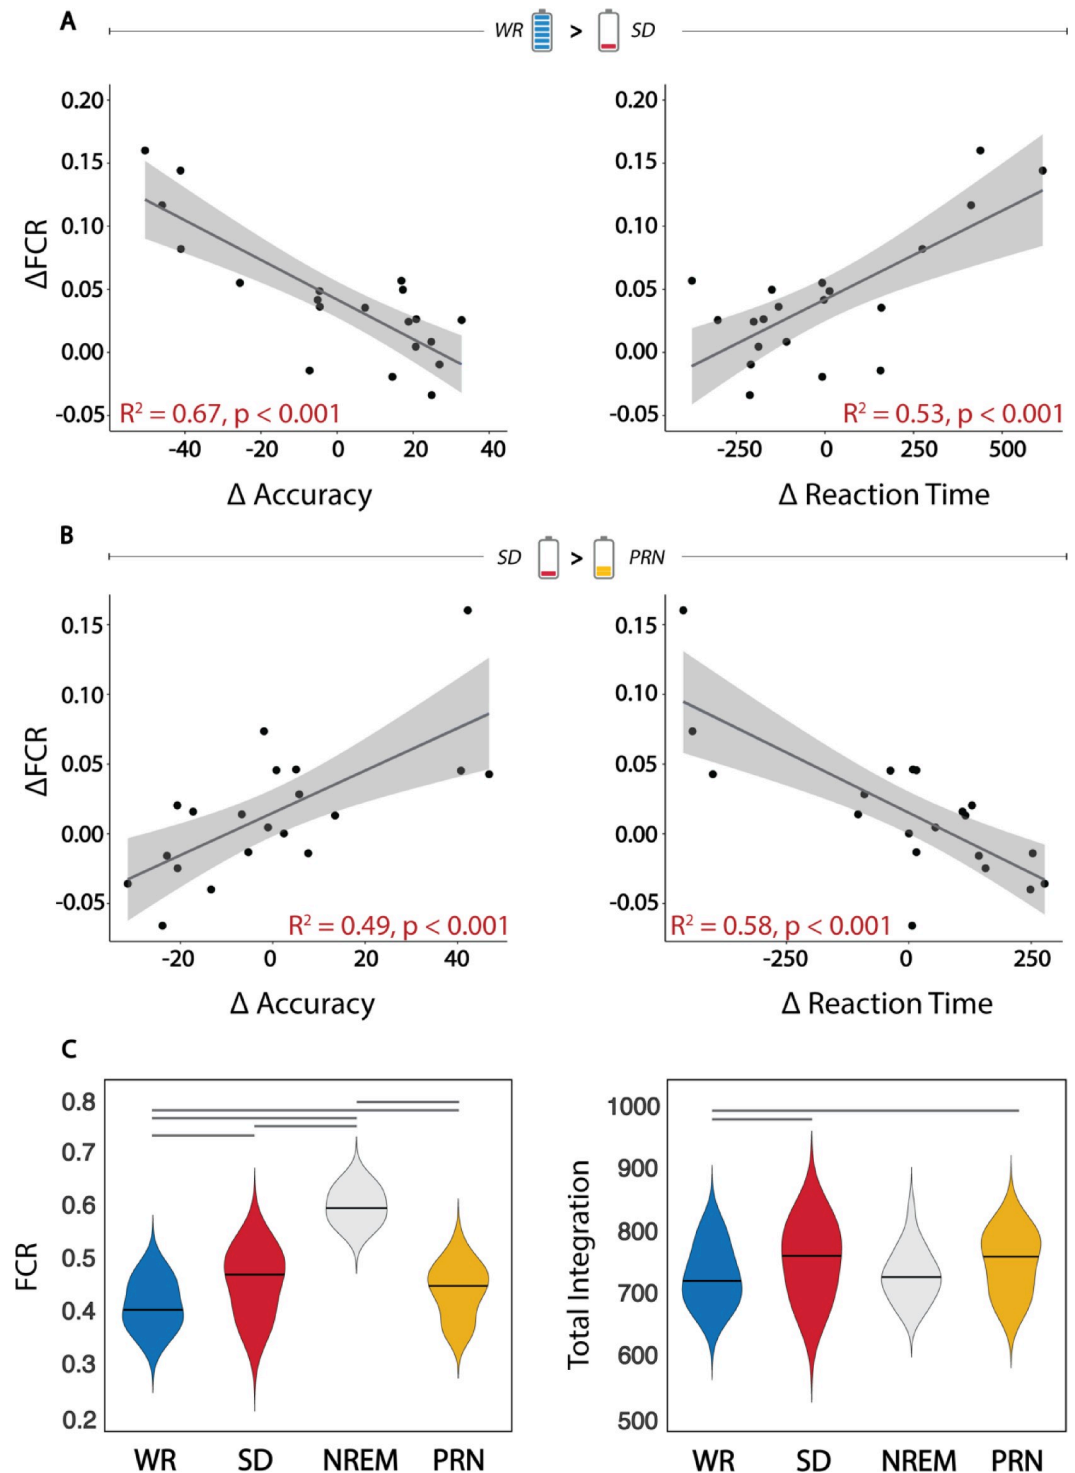 A
WR > SD
0.20
0.15
0.10
0.05
0.00
-0.05
ΔFCR
R² = 0.67, p < 0.001
-40 -20 0 20 40
Δ Accuracy
0.20
0.15
0.10
0.05
0.00
-0.05
R² = 0.53, p < 0.001
-250 0 250 500
Δ Reaction Time
B
SD > PRN
0.15
0.10
0.05
0.00
-0.05
ΔFCR
R² = 0.49, p < 0.001
-20 0 20 40
Δ Accuracy
0.15
0.10
0.05
0.00
-0.05
R² = 0.58, p < 0.001
-250 0 250
Δ Reaction Time
C
0.8
0.7
0.6
0.5
0.4
0.3
0.2
FCR
WR SD NREM PRN
1000
900
800
700
600
500
Total Integration
WR SD NREM PRN